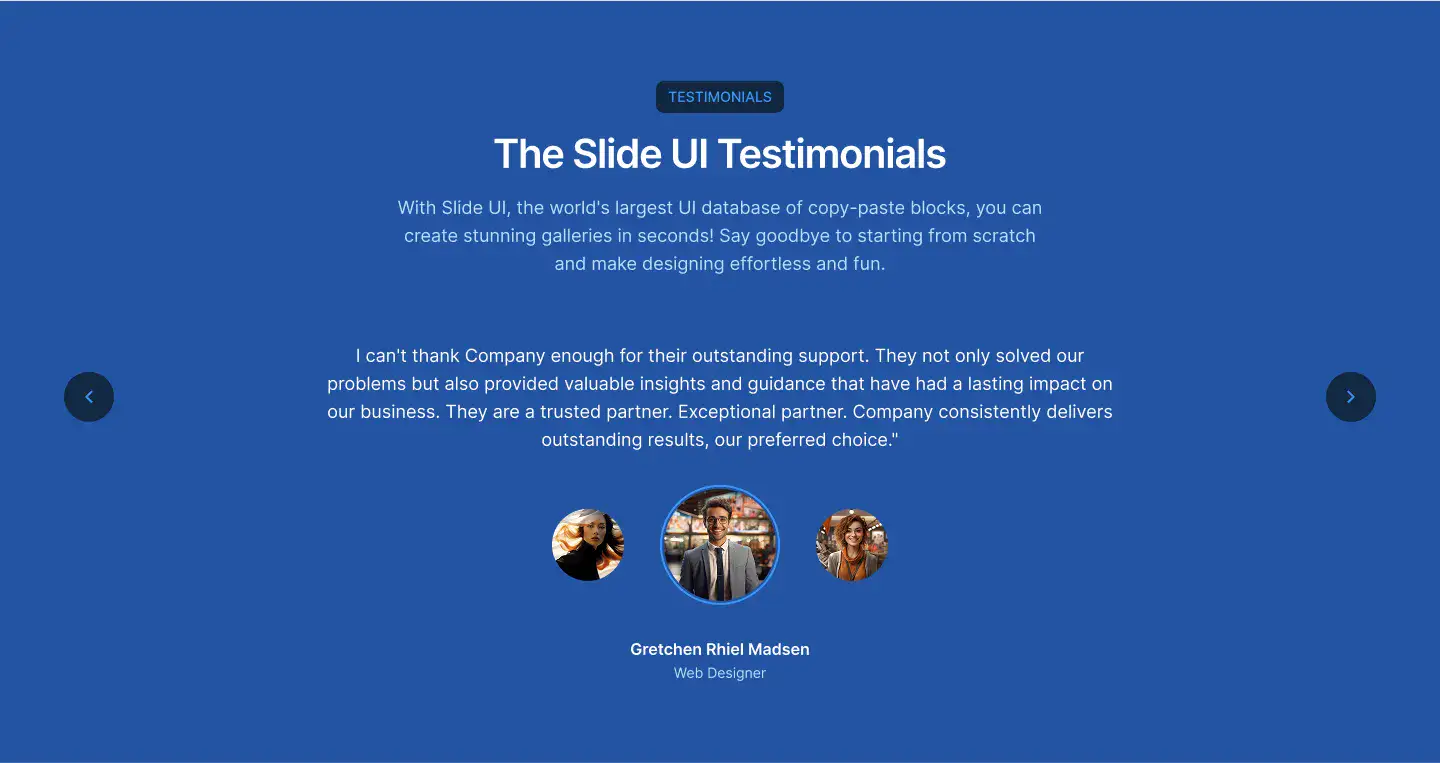 TESTIMONIALS
The Slide UI Testimonials
With Slide UI, the world's largest UI database of copy-paste blocks, you can
create stunning galleries in seconds! Say goodbye to starting from scratch
and make designing effortless and fun.
I can't thank Company enough for their outstanding support. They not only solved our
problems but also provided valuable insights and guidance that have had a lasting impact on
our business. They are a trusted partner. Exceptional partner. Company consistently delivers
outstanding results, our preferred choice."
Gretchen Rhiel Madsen
Web Designer